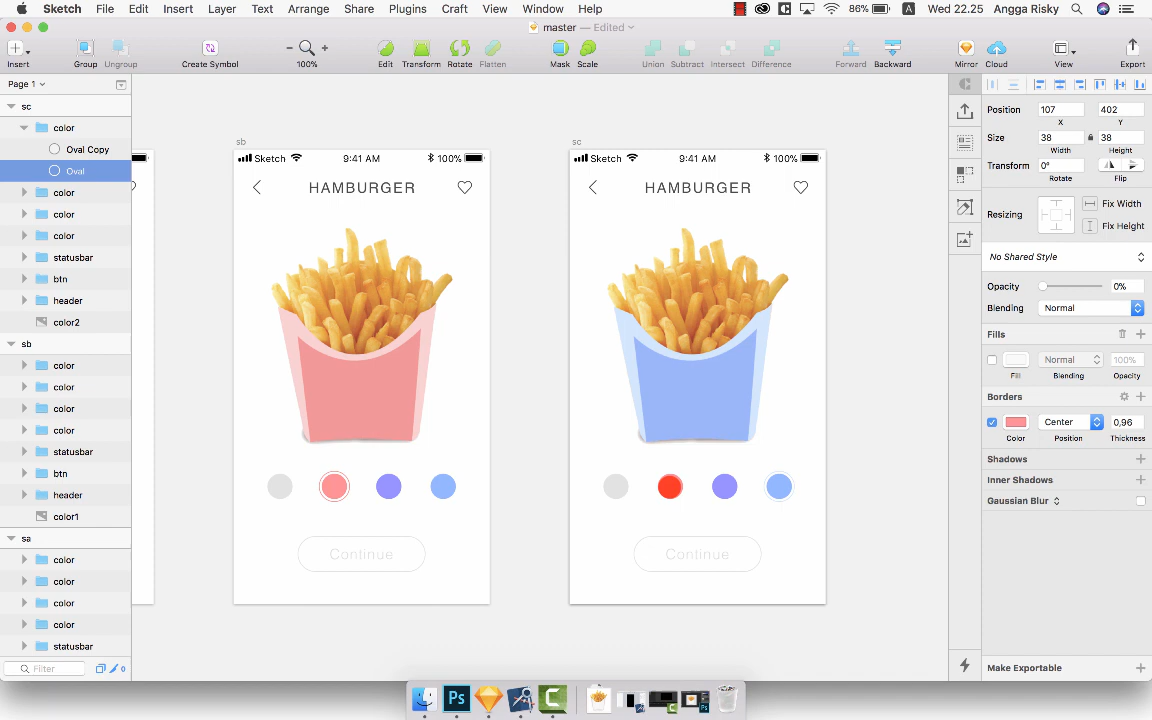 Sketch File Edit Insert Layer Text Arrange Share Plugins Craft View Window Help 86% A Wed 22.25 Angga Risky
master — Edited
Insert Group Ungroup Create Symbol 100% Edit Transform Rotate Flatten Mask Scale Union Subtract Intersect Difference Forward Backward Mirror Cloud View Export
Page 1
sc
color
Oval Copy
Oval
color
color
color
statusbar
btn
header
color2
sb
color
color
color
color
statusbar
btn
header
color1
sa
color
color
color
color
statusbar
Filter
0
sb
Sketch 9:41 AM 100%
HAMBURGER
Continue
sc
Sketch 9:41 AM 100%
HAMBURGER
Continue
Position 107 402
X Y
Size 38 38
Width Height
Transform 0°
Rotate Flip
Resizing Fix Width
Fix Height
No Shared Style
Opacity 0%
Blending Normal
Fills
Normal 100%
Fill Blending Opacity
Borders
Center 0,96
Color Position Thickness
Shadows
Inner Shadows
Gaussian Blur
Make Exportable
Ps
C